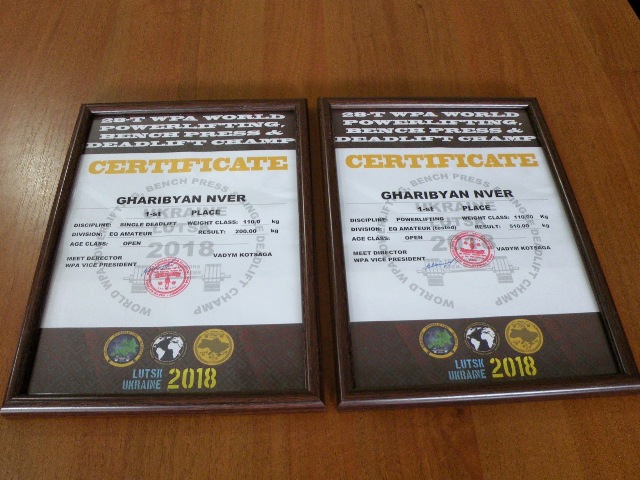 28-T WPA WORLD
POWERLIFTING,
BENCH PRESS &
DEADLIFT CHAMP
CERTIFICATE
GHARIBYAN NVER
1-st PLACE
DISCIPLINE: SINGLE DEADLIFT WEIGHT CLASS: 110,0 Kg
DIVISION: EQ AMATEUR RESULT: 200.00 kg
AGE CLASS: OPEN
UKRAINE
LUTSK
2018
MEET DERECTOR
WPA VICE PRESIDENT VADYM KOTSAGA
LUTSK
UKRAINE 2018
28-T WPA WORLD
POWERLIFTING,
BENCH PRESS &
DEADLIFT CHAMP
CERTIFICATE
GHARIBYAN NVER
1-st PLACE
DISCIPLINE: POWERLIFTING WEIGHT CLASS: 110,00 Kg
DIVISION: EQ AMATEUR (tested) RESULT: 510.00 kg
AGE CLASS: OPEN
MEET DIRECTOR
WPA VICE PRESIDENT VADYM KOTSAGA
LUTSK
UKRAINE 2018